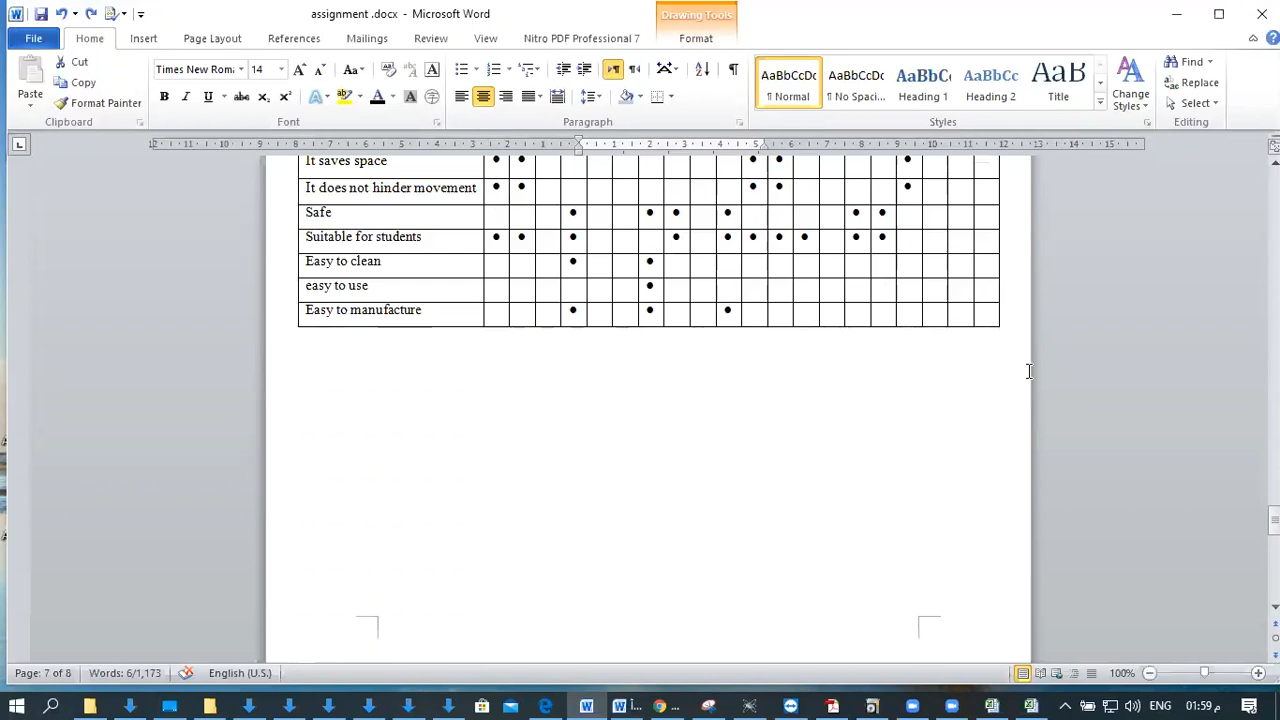 assignment .docx - Microsoft Word
Drawing Tools
File Home Insert Page Layout References Mailings Review View Nitro PDF Professional 7 Format
Paste
Cut
Copy
Format Painter
Clipboard
Times New Roma
14
Font
Paragraph
AaBbCcDc
¶ Normal
AaBbCcDc
¶ No Spaci...
AaBbC
Heading 1
AaBbCc
Heading 2
AaB
Title
Change Styles
Styles
Find
Replace
Select
Editing
It saves space
It does not hinder movement
Safe
Suitable for students
Easy to clean
easy to use
Easy to manufacture
Page: 7 of 8 Words: 6/1,173 English (U.S.) 100%
ENG 01:59 م